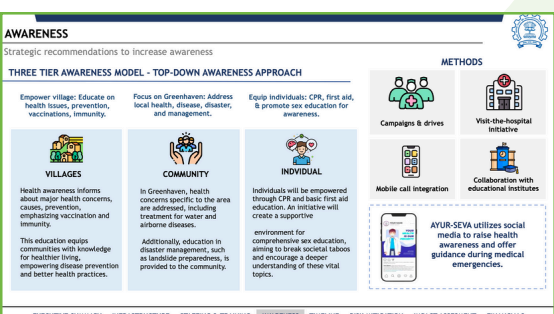 AWARENESS
Strategic recommendations to increase awareness
THREE TIER AWARENESS MODEL - TOP-DOWN AWARENESS APPROACH
Empower village: Educate on
health issues, prevention,
vaccinations, immunity.
VILLAGES
Health awareness informs
about major health concerns,
causes, prevention,
emphasizing vaccination and
immunity.
This education equips
communities with knowledge
for healthier living,
empowering disease prevention
and better health practices.
Focus on Greenhaven: Address
local health, disease, disaster,
and management.
COMMUNITY
In Greenhaven, health
concerns specific to the area
are addressed, including
treatment for water and
airborne diseases.
Additionally, education in
disaster management, such
as landslide preparedness, is
provided to the community.
Equip individuals: CPR, first aid,
& promote sex education for
awareness.
INDVIDUAL
Individuals will be empowered
through CPR and basic first aid
education. An initiative will
create a supportive
environment for
comprehensive sex education,
aiming to break societal taboos
and encourage a deeper
understanding of these vital
topics.
METHODS
Campaigns & drives
Visit-the-hospital
initiative
Mobile call integration
Collaboration with
educational institutes
AYUR-SEVA utilizes social
media to raise health
awareness and offer
guidance during medical
emergencies.